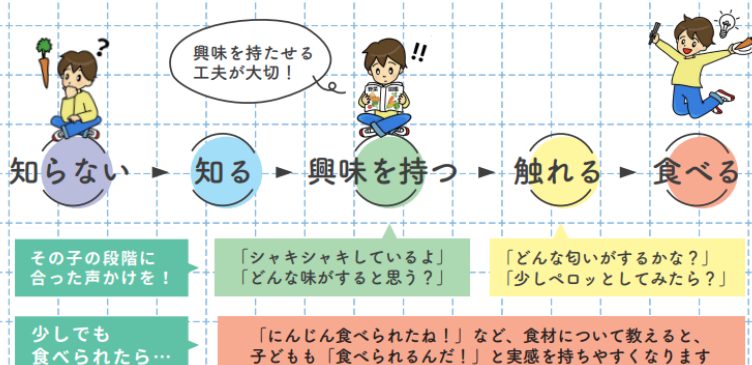 ?
興味を持たせる
工夫が大切！
!!
野菜 図鑑
知らない ► 知る ► 興味を持つ ► 触れる ► 食べる
その子の段階に
合った声かけを！
「シャキシャキしているよ」
「どんな味がすると思う？」
「どんな匂いがするかな？」
「少しペロッとしてみたら？」
少しでも
食べられたら…
「にんじん食べられたね！」など、食材について教えると、
子どもも「食べられるんだ！」と実感を持ちやすくなります